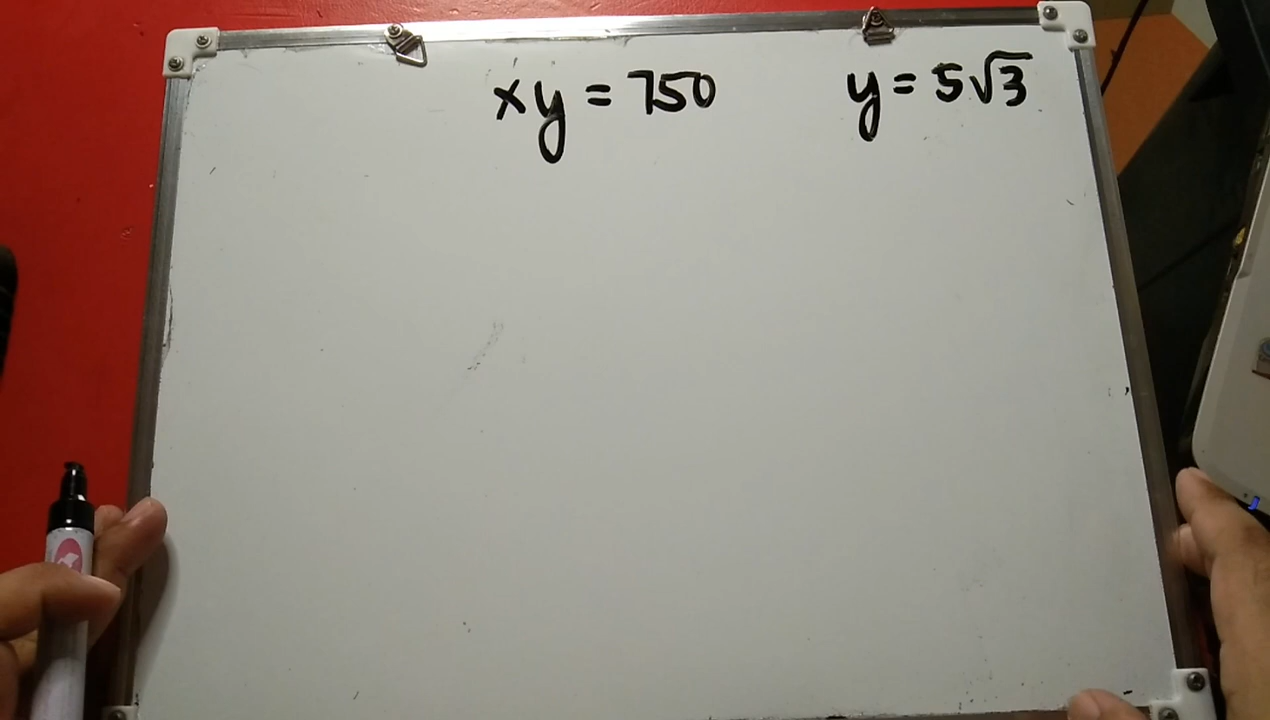 xy = 750 y = 5√3